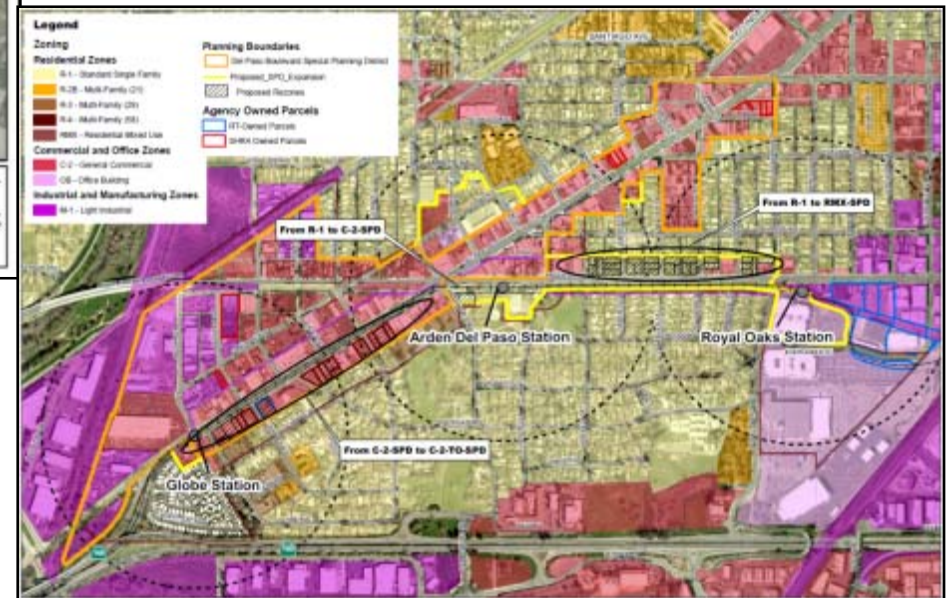 Legend
Zoning
Residential Zones
R-1 - Standard Single Family
R-2B - Multi-Family (21)
R-3 - Multi-Family (29)
R-4 - Multi-Family (58)
RMX - Residential Mixed Use
Commercial and Office Zones
C-2 - General Commercial
OB - Office Building
Industrial and Manufacturing Zones
M-1 - Light Industrial
Planning Boundaries
Del Paso Boulevard Special Planning District
Proposed_SPD_Expansion
Proposed Rezones
Agency Owned Parcels
RT-Owned Parcels
SHRA Owned Parcels
SANTIAGO AVE
From R-1 to RMX-SPD
From R-1 to C-2-SPD
Arden Del Paso Station
Royal Oaks Station
From C-2-SPD to C-2-TO-SPD
Globe Station